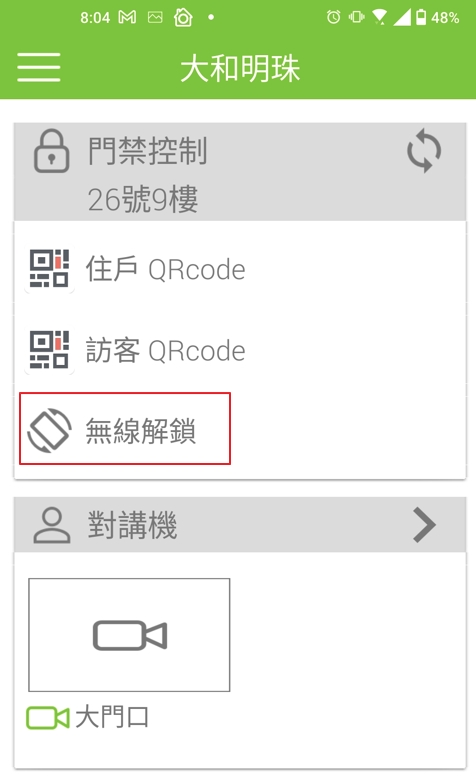 8:04 48%
大和明珠
門禁控制
26號9樓
住戶 QRcode
訪客 QRcode
無線解鎖
對講機
大門口